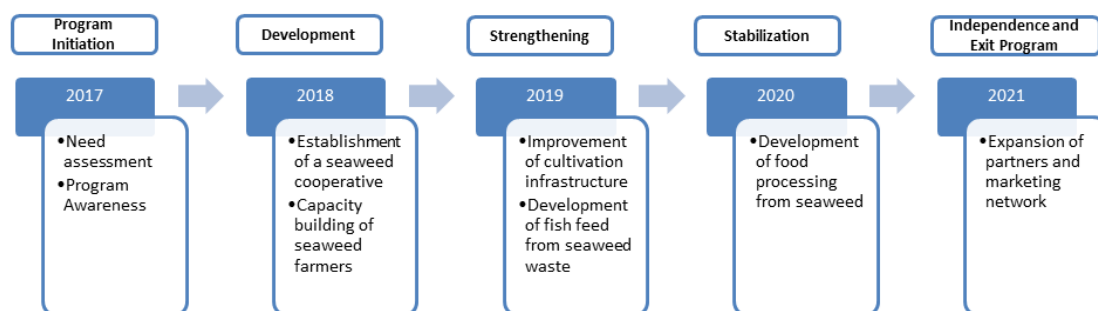 Program
Initiation
Development
Strengthening
Stabilization
Independence and
Exit Program
2017
2018
2019
2020
2021
•Need
assessment
•Program
Awareness
•Establishment
of a seaweed
cooperative
•Capacity
building of
seaweed
farmers
•Improvement
of cultivation
infrastructure
•Development
of fish feed
from seaweed
waste
•Development
of food
processing
from seaweed
•Expansion of
partners and
marketing
network